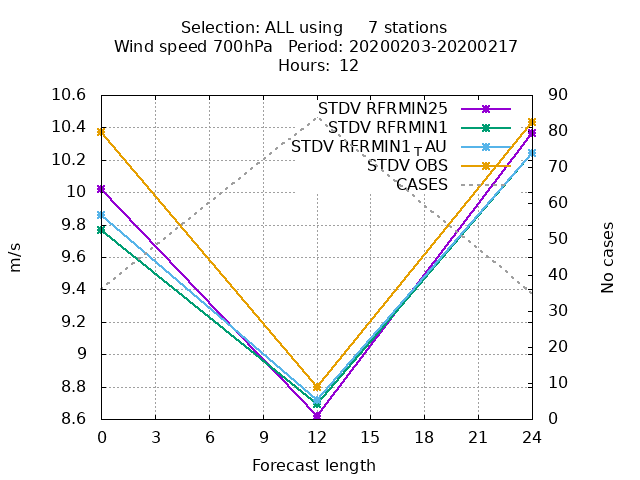 Selection: ALL using 7 stations
Wind speed 700hPa Period: 20200203-20200217
Hours: 12
10.6
10.4
10.2
10
9.8
9.6
9.4
9.2
9
8.8
8.6
m/s
STDV RFRMIN25
STDV RFRMIN1
STDV RFRMIN1TAU
STDV OBS
CASES
90
80
70
60
50
40
30
20
10
0
No cases
0 3 6 9 12 15 18 21 24
Forecast length